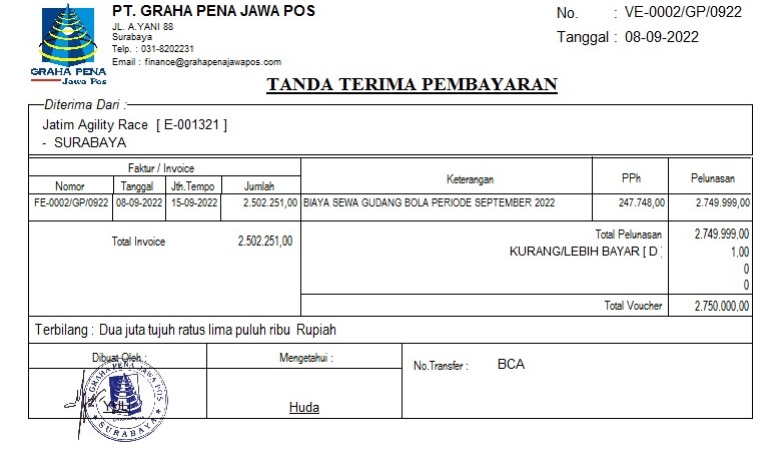 PT. GRAHA PENA JAWA POS
JL. A.YANI 88
Surabaya
Telp. : 031-8202231
Email : finance@grahapenajawapos.com
GRAHA PENA
Jawa Pos
No. : VE-0002/GP/0922
Tanggal : 08-09-2022
TANDA TERIMA PEMBAYARAN
Diterima Dari :
Jatim Agility Race [ E-001321 ]
- SURABAYA
Faktur / Invoice
Nomor Tanggal Jth.Tempo Jumlah Keterangan PPh Pelunasan
FE-0002/GP/0922 08-09-2022 15-09-2022 2.502.251,00 BIAYA SEWA GUDANG BOLA PERIODE SEPTEMBER 2022 247.748,00 2.749.999,00
Total Invoice 2.502.251,00
Total Pelunasan 2.749.999,00
KURANG/LEBIH BAYAR [ D ] 1,00
0
0
Total Voucher 2.750.000,00
Terbilang : Dua juta tujuh ratus lima puluh ribu Rupiah
Dibuat Oleh :
Mengetahui :
No.Transfer : BCA
GRAHA PENA JAWA POS
SURABAYA
Huda